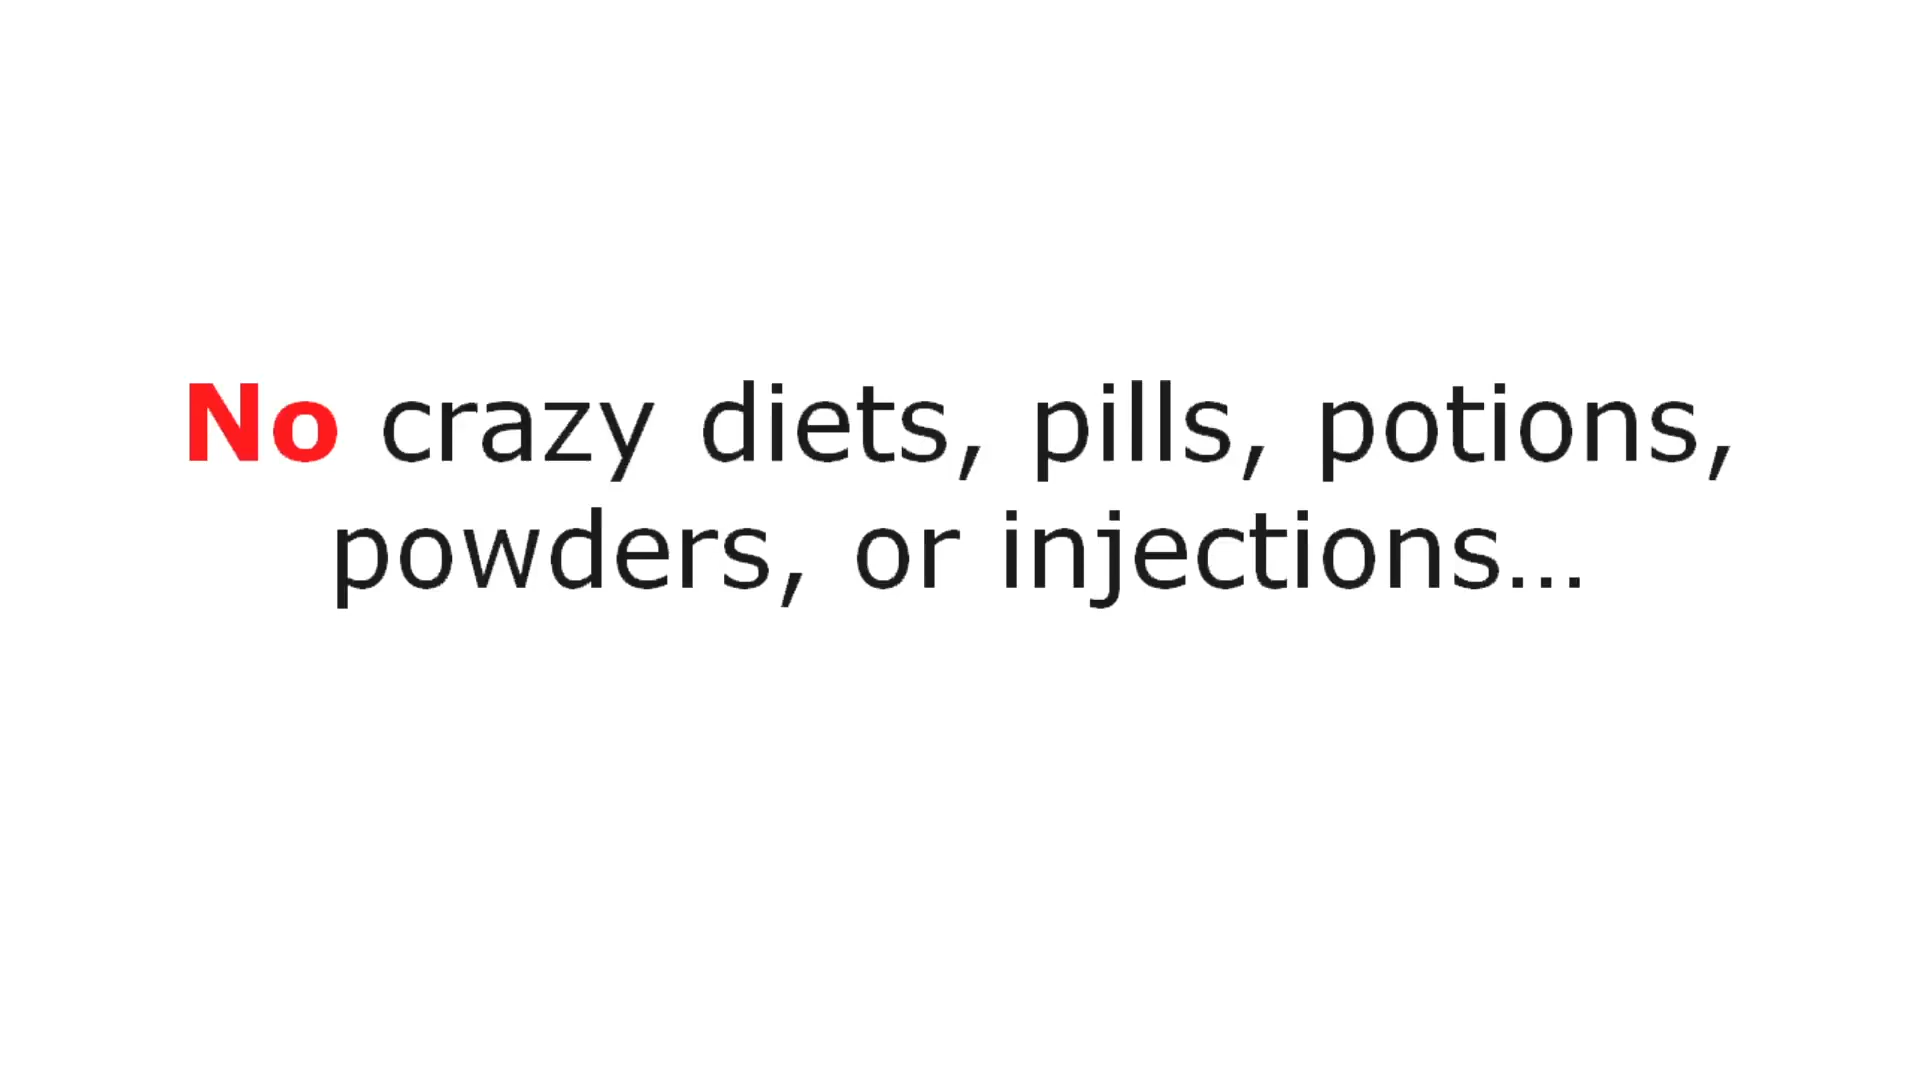 No crazy diets, pills, potions,
powders, or injections...